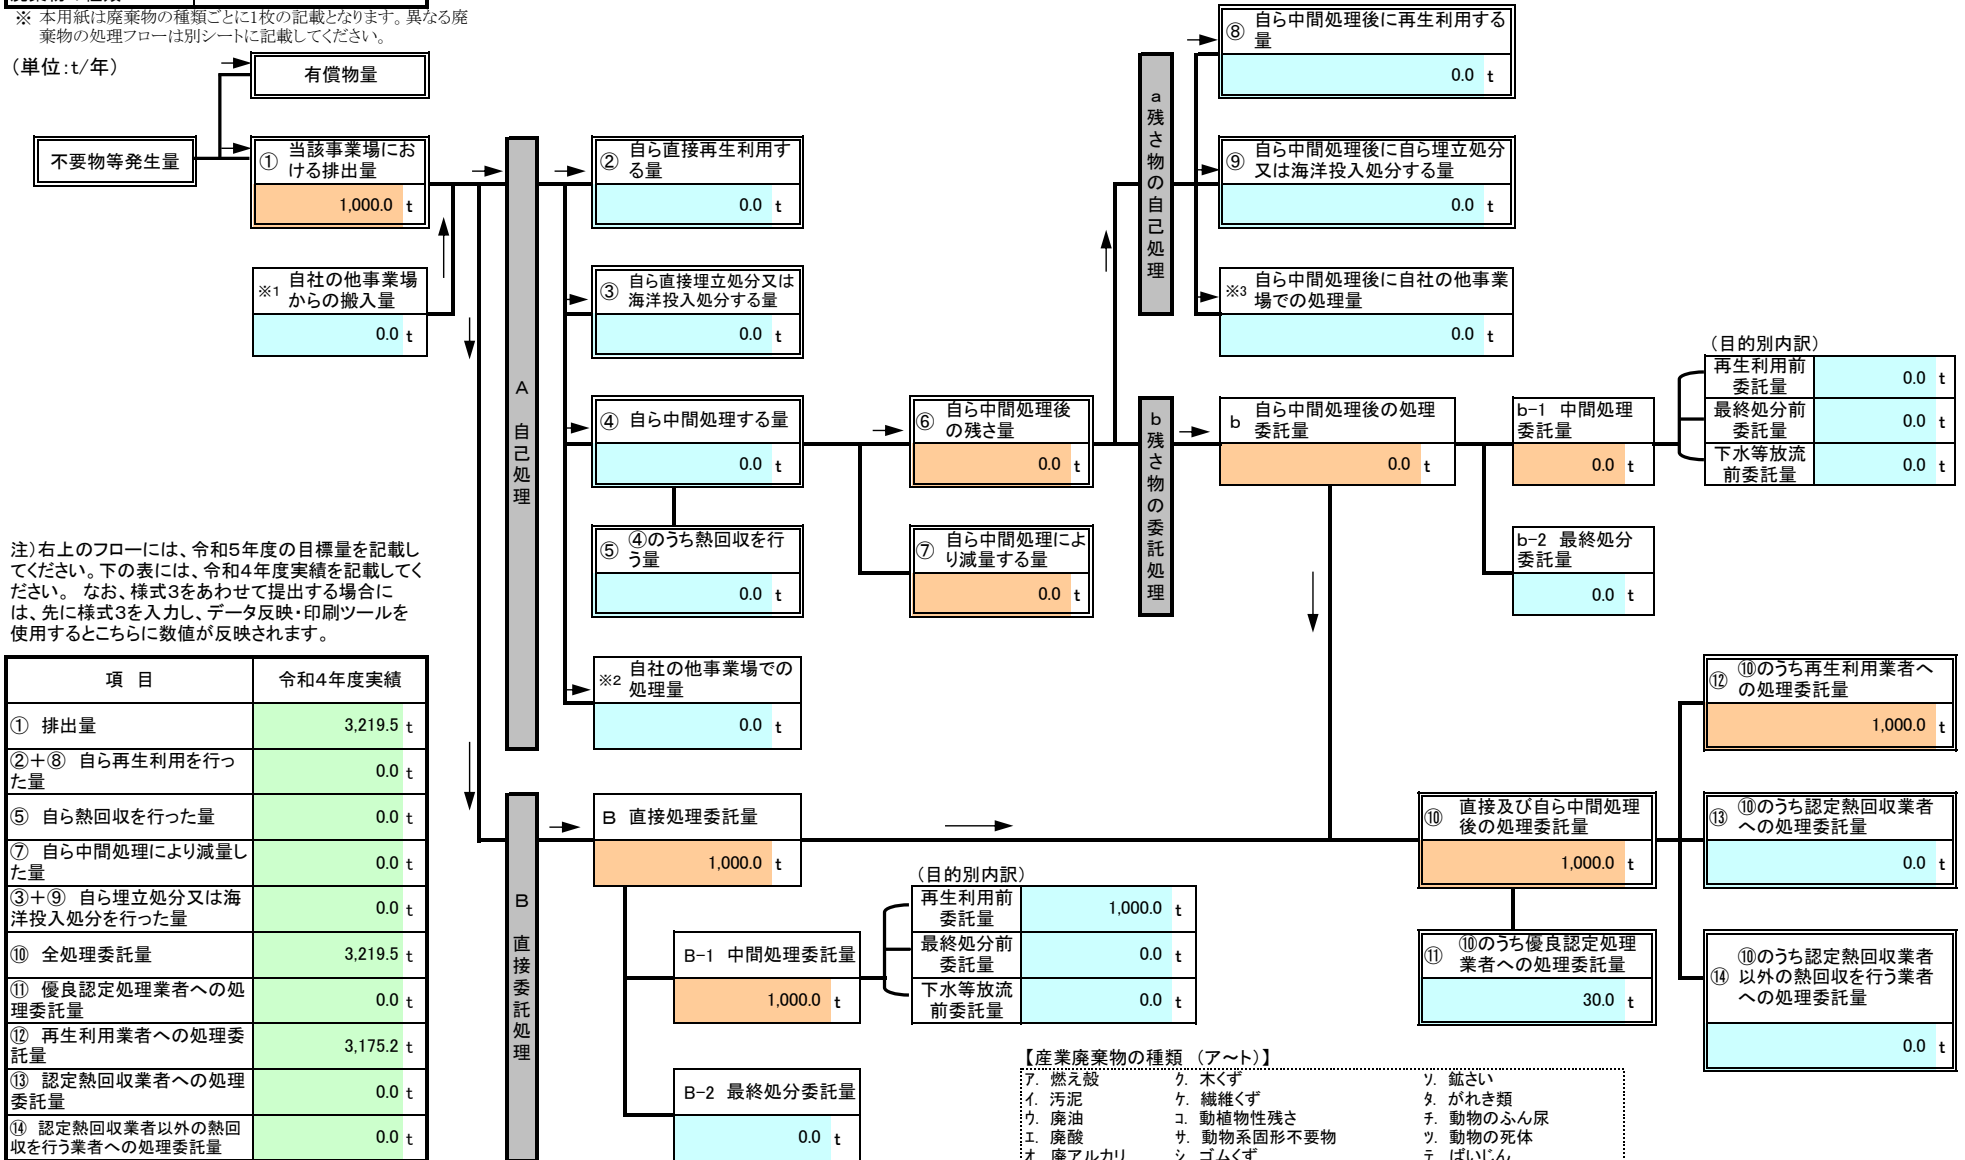 ※ 本用紙は廃棄物の種類ごとに1枚の記載となります。異なる廃
棄物の処理フローは別シートに記載してください。
（単位:t/年）
有償物量
不要物等発生量
① 当該事業場にお
ける排出量
1,000.0 t
※1 自社の他事業場
からの搬入量
0.0 t
A 自己処理
② 自ら直接再生利用す
る量
0.0 t
③ 自ら直接埋立処分又は
海洋投入処分する量
0.0 t
④ 自ら中間処理する量
0.0 t
⑤ ④のうち熱回収を行
う量
0.0 t
※2 自社の他事業場での
処理量
0.0 t
⑥ 自ら中間処理後
の残さ量
0.0 t
⑦ 自ら中間処理によ
り減量する量
0.0 t
a 残さ物の自己処理
⑧ 自ら中間処理後に再生利用する
量
0.0 t
⑨ 自ら中間処理後に自ら埋立処分
又は海洋投入処分する量
0.0 t
※3 自ら中間処理後に自社の他事業
場での処理量
0.0 t
b 残さ物の委託処理
b 自ら中間処理後の処理
委託量
0.0 t
b-1 中間処理
委託量
0.0 t
（目的別内訳）
再生利用前
委託量
0.0 t
最終処分前
委託量
0.0 t
下水等放流
前委託量
0.0 t
b-2 最終処分
委託量
0.0 t
注）右上のフローには、令和5年度の目標量を記載し
てください。下の表には、令和4年度実績を記載してく
ださい。 なお、様式3をあわせて提出する場合に
は、先に様式3を入力し、データ反映・印刷ツールを
使用するとこちらに数値が反映されます。
項 目 令和4年度実績
① 排出量 3,219.5 t
②＋⑧ 自ら再生利用を行っ
た量
0.0 t
⑤ 自ら熱回収を行った量 0.0 t
⑦ 自ら中間処理により減量し
た量
0.0 t
③＋⑨ 自ら埋立処分又は海
洋投入処分を行った量
0.0 t
⑩ 全処理委託量 3,219.5 t
⑪ 優良認定処理業者への処
理委託量
0.0 t
⑫ 再生利用業者への処理委
託量
3,175.2 t
⑬ 認定熱回収業者への処理
委託量
0.0 t
⑭ 認定熱回収業者以外の熱回
収を行う業者への処理委託量
0.0 t
B 直接委託処理
B 直接処理委託量
1,000.0 t
B-1 中間処理委託量
1,000.0 t
（目的別内訳）
再生利用前
委託量
1,000.0 t
最終処分前
委託量
0.0 t
下水等放流
前委託量
0.0 t
B-2 最終処分委託量
0.0 t
⑩ 直接及び自ら中間処理
後の処理委託量
1,000.0 t
⑪ ⑩のうち優良認定処理
業者への処理委託量
30.0 t
⑫ ⑩のうち再生利用業者へ
の処理委託量
1,000.0 t
⑬ ⑩のうち認定熱回収業者
への処理委託量
0.0 t
⑭ ⑩のうち認定熱回収業者
以外の熱回収を行う業者
への処理委託量
0.0 t
【産業廃棄物の種類 （ア～ト）】
ア. 燃え殻 ク. 木くず ソ. 鉱さい
イ. 汚泥 ケ. 繊維くず タ. がれき類
ウ. 廃油 コ. 動植物性残さ チ. 動物のふん尿
エ. 廃酸 サ. 動物系固形不要物 ツ. 動物の死体
オ. 廃アルカリ シ. ゴムくず テ. ばいじん